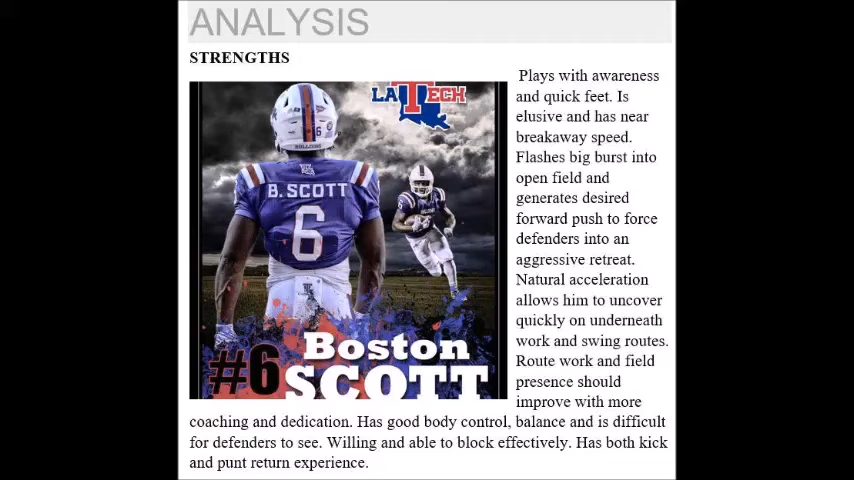 ANALYSIS
STRENGTHS
Plays with awareness
and quick feet. Is
elusive and has near
breakaway speed.
Flashes big burst into
open field and
generates desired
forward push to force
defenders into an
aggressive retreat.
Natural acceleration
allows him to uncover
quickly on underneath
work and swing routes.
Route work and field
presence should
improve with more
coaching and dedication. Has good body control, balance and is difficult
for defenders to see. Willing and able to block effectively. Has both kick
and punt return experience.
LA TECH
B. SCOTT
6
#6 Boston
SCOTT